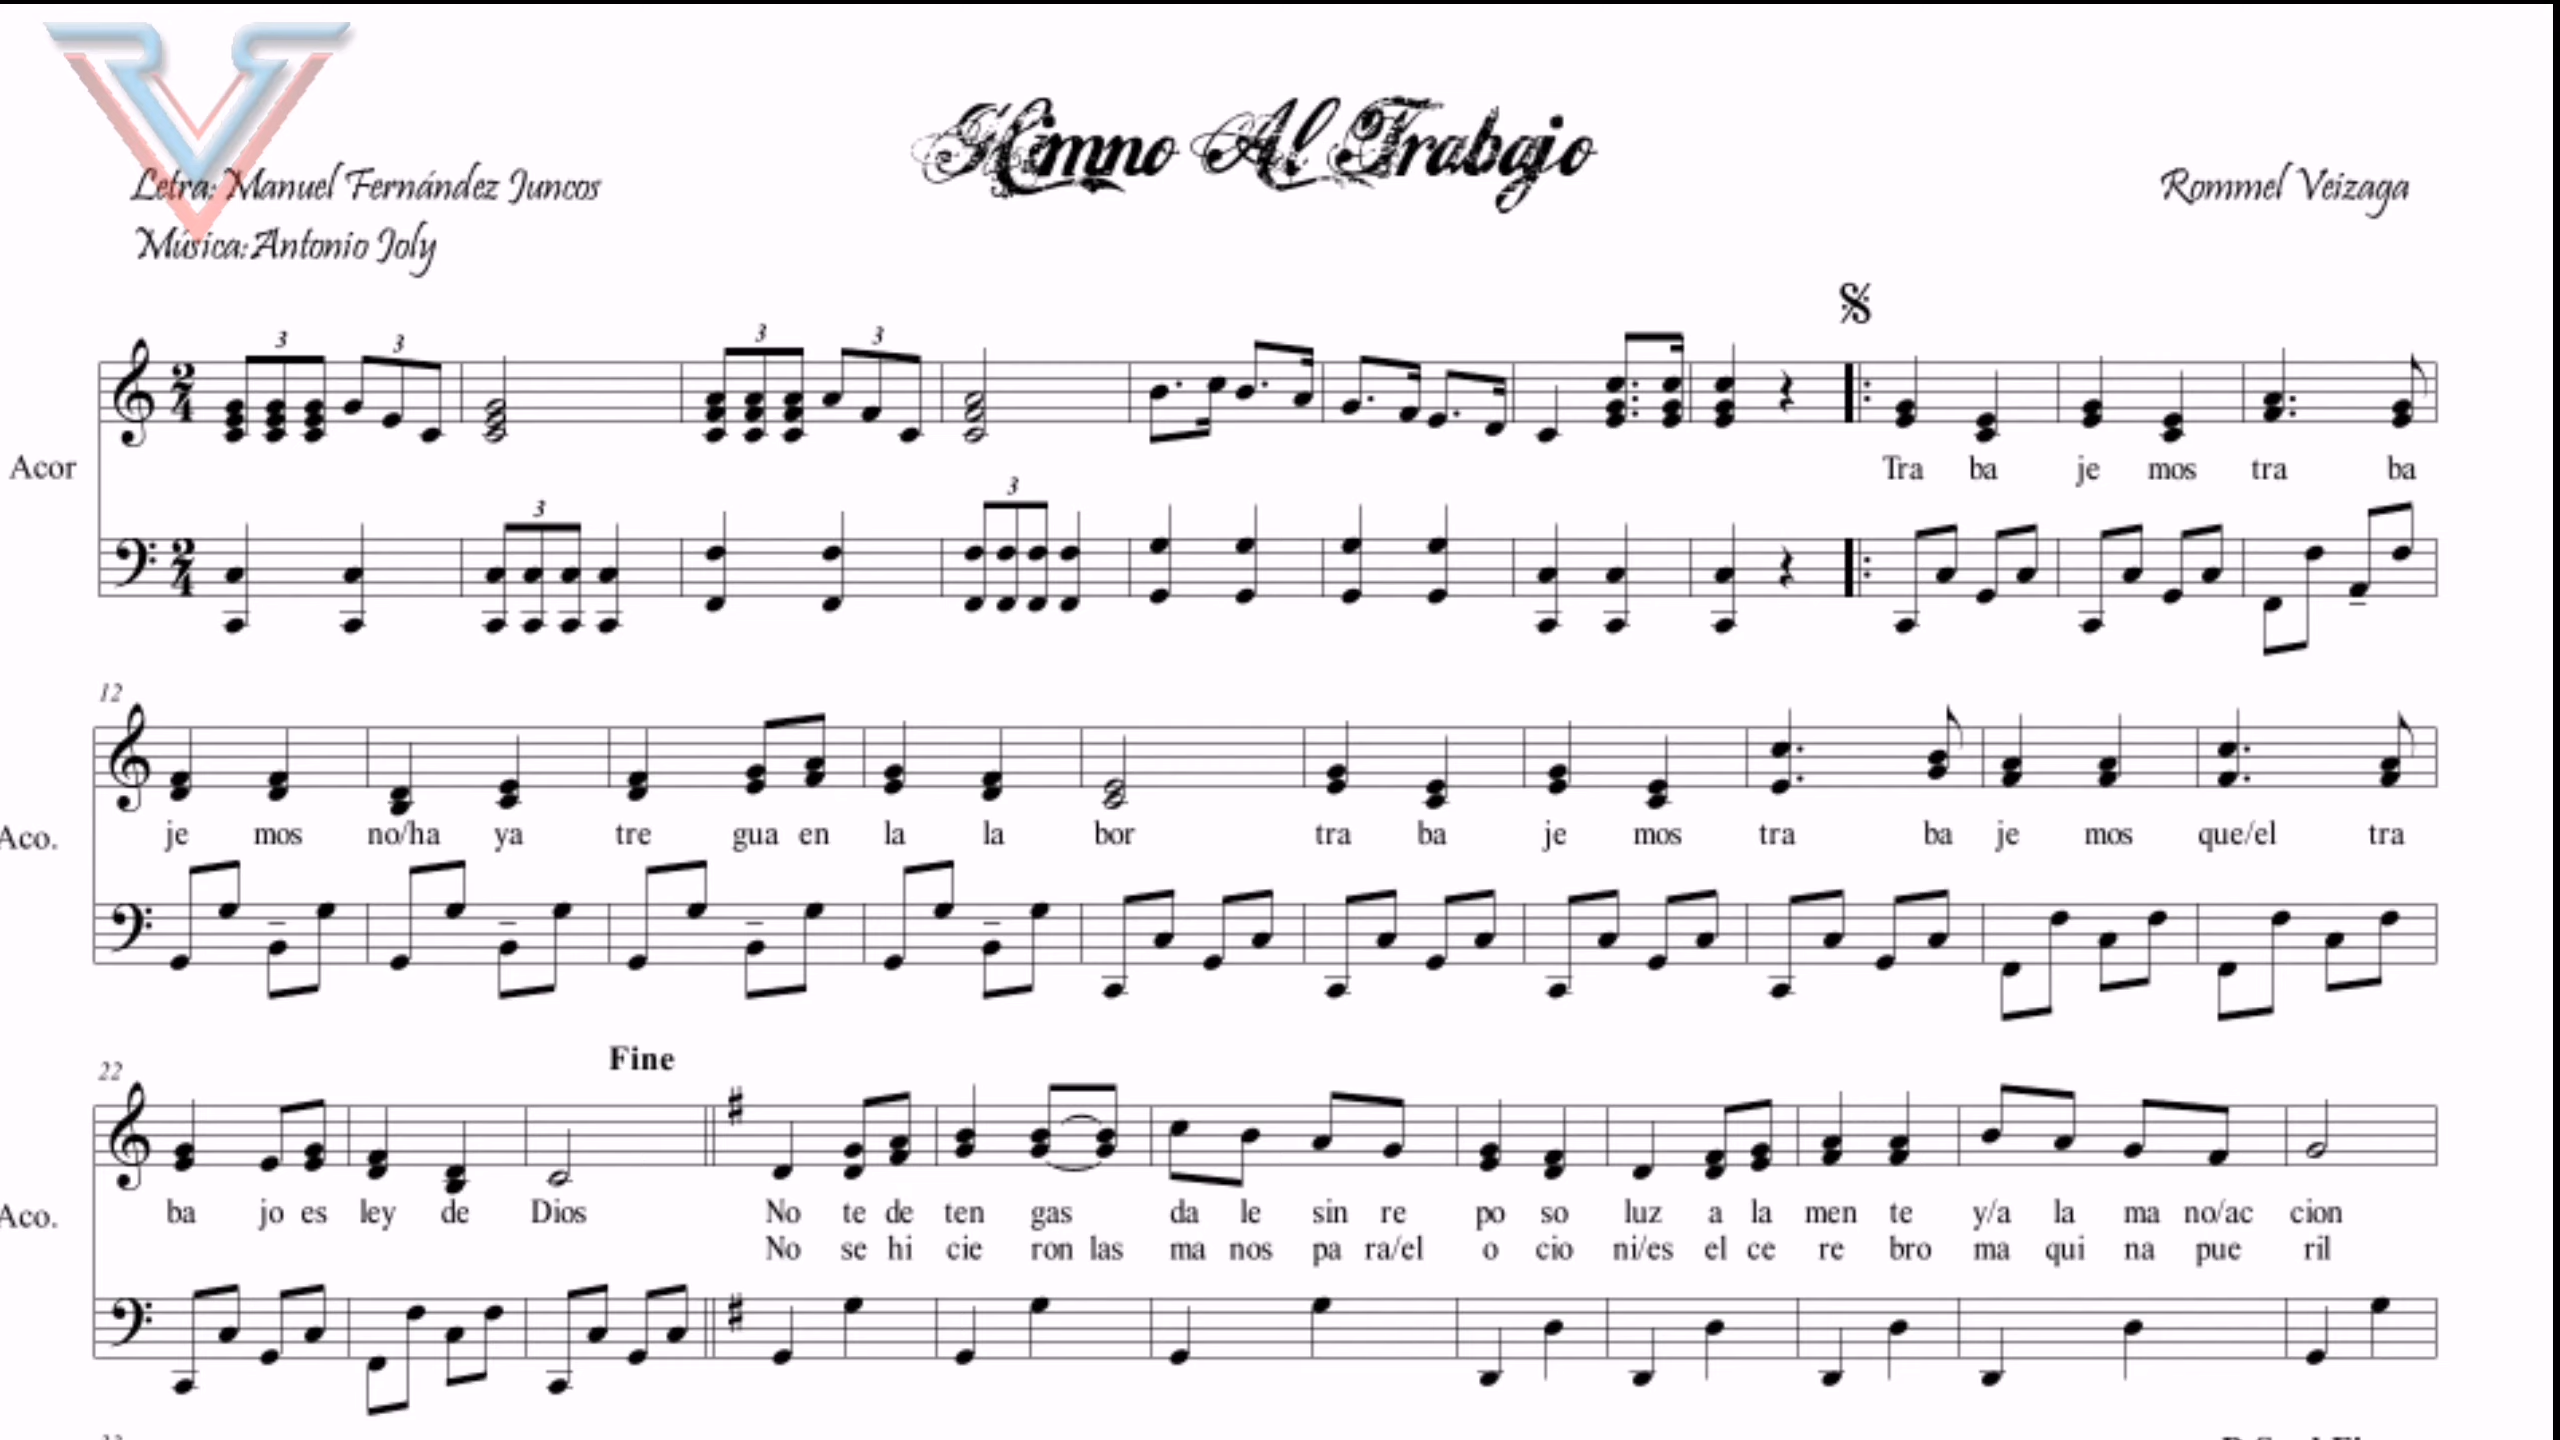 Himno Al Trabajo
Letra: Manuel Fernández Juncos
Rommel Veizaga
Música: Antonio Joly
3 3 3 3
Acor
Tra ba je mos tra ba
3 3
12
Aco.
je mos no/ha ya tre gua en la la bor tra ba je mos tra ba je mos que/el tra
22
Fine
Aco.
ba jo es ley de Dios No te de ten gas da le sin re po so luz a la men te y/a la ma no/ac cion
No se hi cie ron las ma nos pa ra/el o cio ni/es el ce re bro ma qui na pue ril